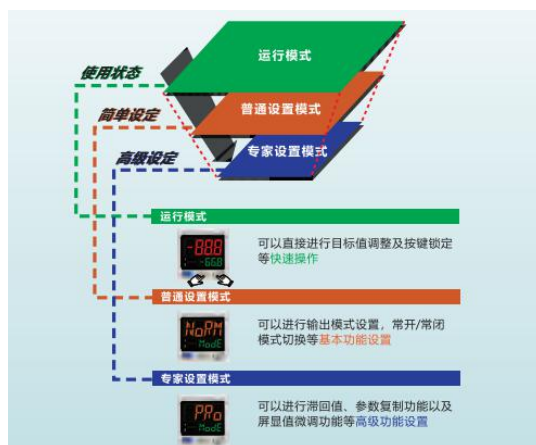 运行模式
使用状态
普通设置模式
简单设定
专家设置模式
高级设定
运行模式
-888
-668
可以直接进行目标值调整及按键锁定
等快速操作
普通设置模式
NoRM
ModE
可以进行输出模式设置，常开/常闭
模式切换等基本功能设置
专家设置模式
PRo
ModE
可以进行滞回值、参数复制功能以及
屏显值微调功能等高级功能设置